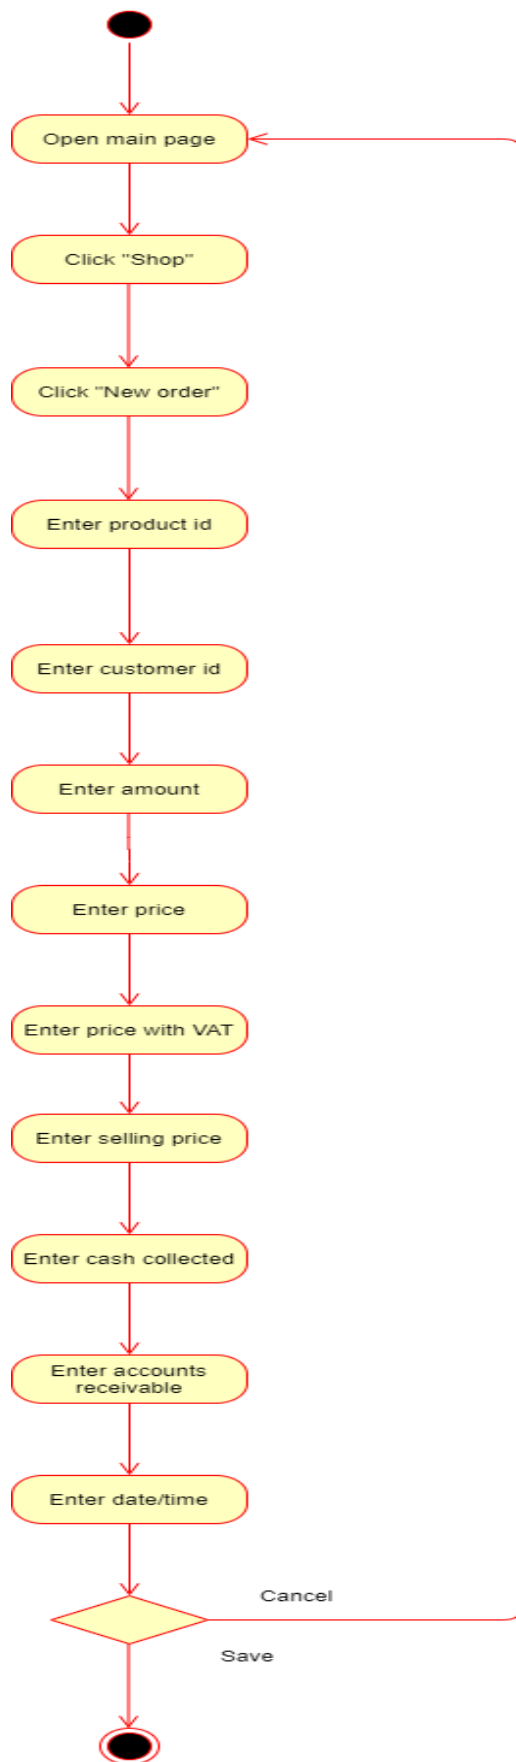 Open main page
Click "Shop"
Click "New order"
Enter product id
Enter customer id
Enter amount
Enter price
Enter price with VAT
Enter selling price
Enter cash collected
Enter accounts
receivable
Enter date/time
Cancel
Save